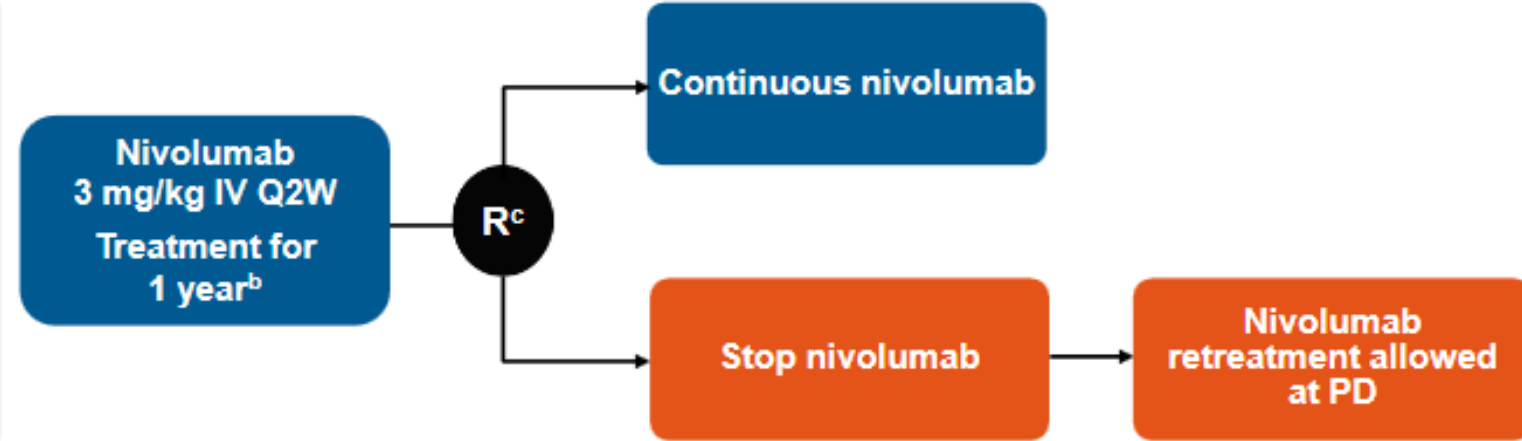 Nivolumab
3 mg/kg IV Q2W
Treatment for
1 yearᵇ
Rᶜ
Continuous nivolumab
Stop nivolumab
Nivolumab
retreatment allowed
at PD